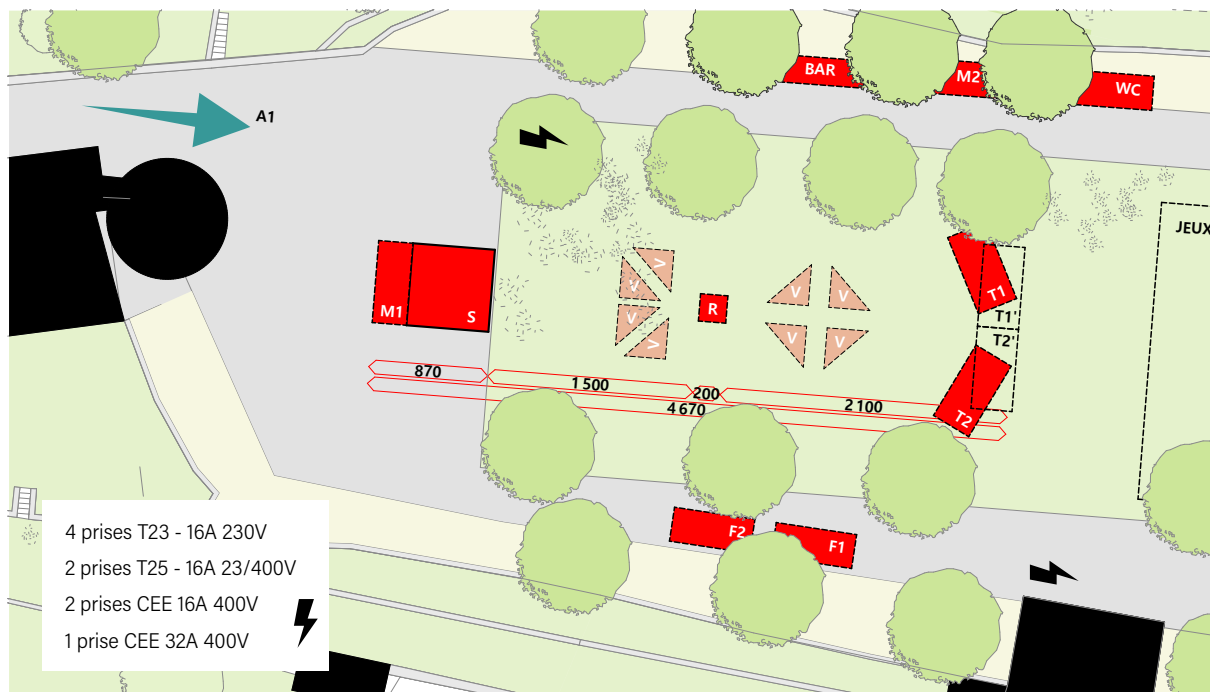 BAR
M2
WC
A1
JEUX
V
V
V
V
V
V
V
V
M1
S
R
T1
T1'
T2'
T2
870
1 500
200
2 100
4 670
F2
F1
4 prises T23 - 16A 230V
2 prises T25 - 16A 23/400V
2 prises CEE 16A 400V
1 prise CEE 32A 400V